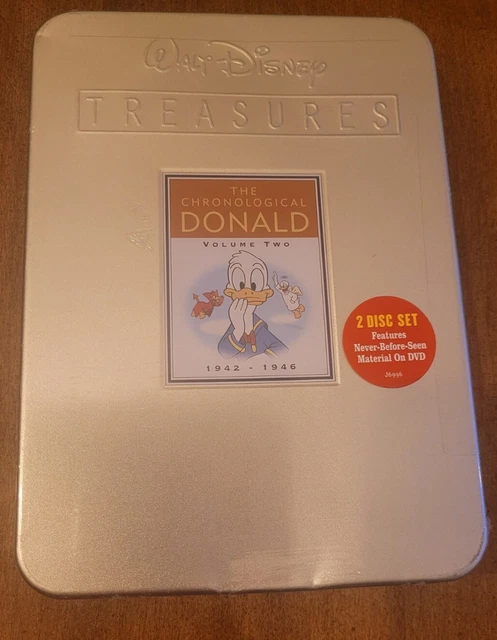 Walt Disney
TREASURES
THE
CHRONOLOGICAL
DONALD
VOLUME TWO
1942 - 1946
2 DISC SET
Features
Never-Before-Seen
Material On DVD
J6996